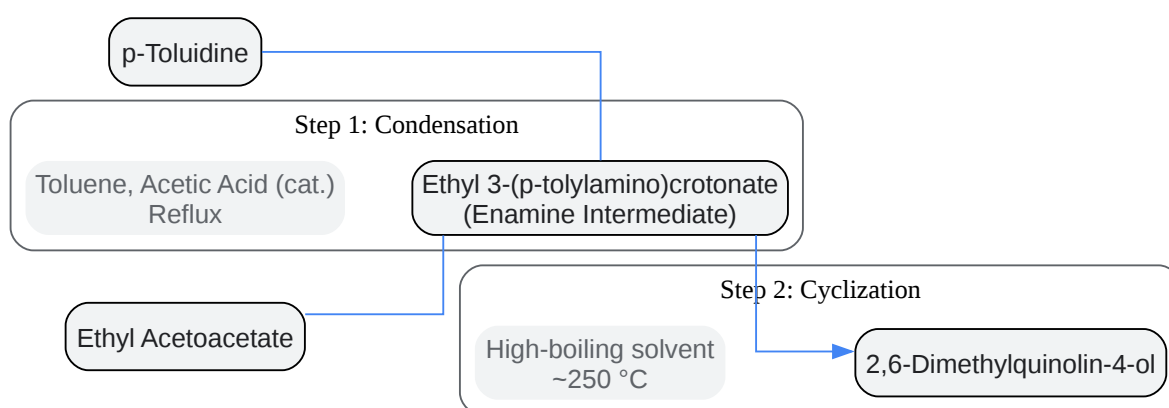 p-Toluidine
Step 1: Condensation
Toluene, Acetic Acid (cat.)
Reflux
Ethyl 3-(p-tolylamino)crotonate
(Enamine Intermediate)
Ethyl Acetoacetate
Step 2: Cyclization
High-boiling solvent
~250 °C
2,6-Dimethylquinolin-4-ol